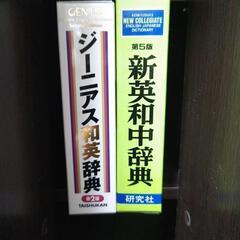 GENIUS
ジーニアス和英辞典
第2版
TAISHUKAN
KENKYUSHA'S
NEW COLLEGIATE
ENGLISH-JAPANESE
DICTIONARY
第5版
新英和中辞典
研究社